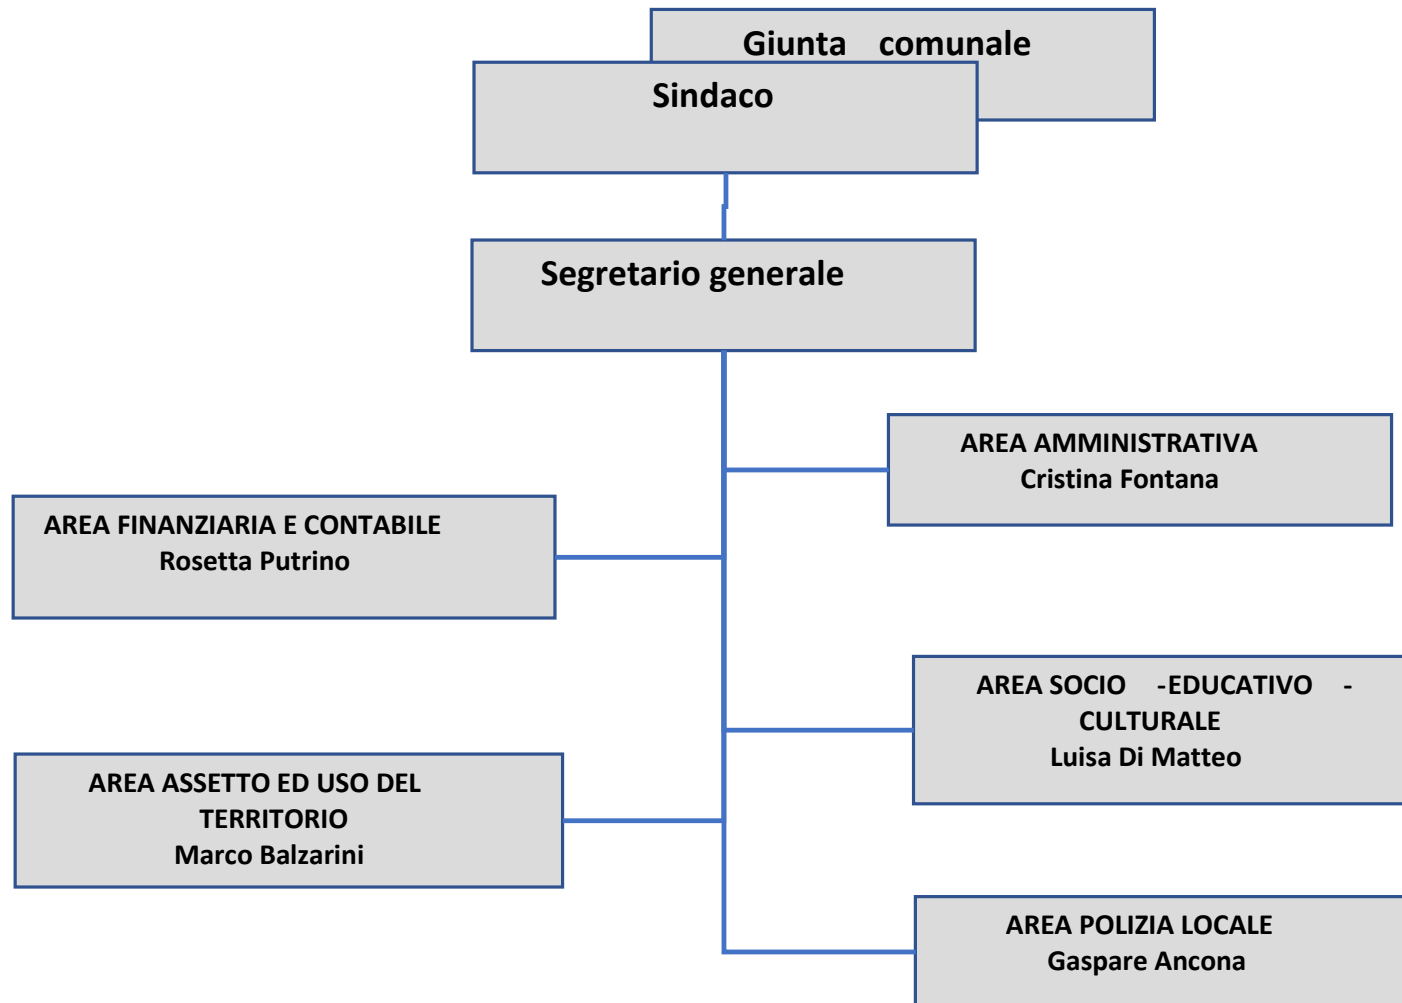 Giunta comunale
Sindaco
Segretario generale
AREA AMMINISTRATIVA
Cristina Fontana
AREA FINANZIARIA E CONTABILE
Rosetta Putrino
AREA SOCIO -EDUCATIVO -
CULTURALE
Luisa Di Matteo
AREA ASSETTO ED USO DEL
TERRITORIO
Marco Balzarini
AREA POLIZIA LOCALE
Gaspare Ancona